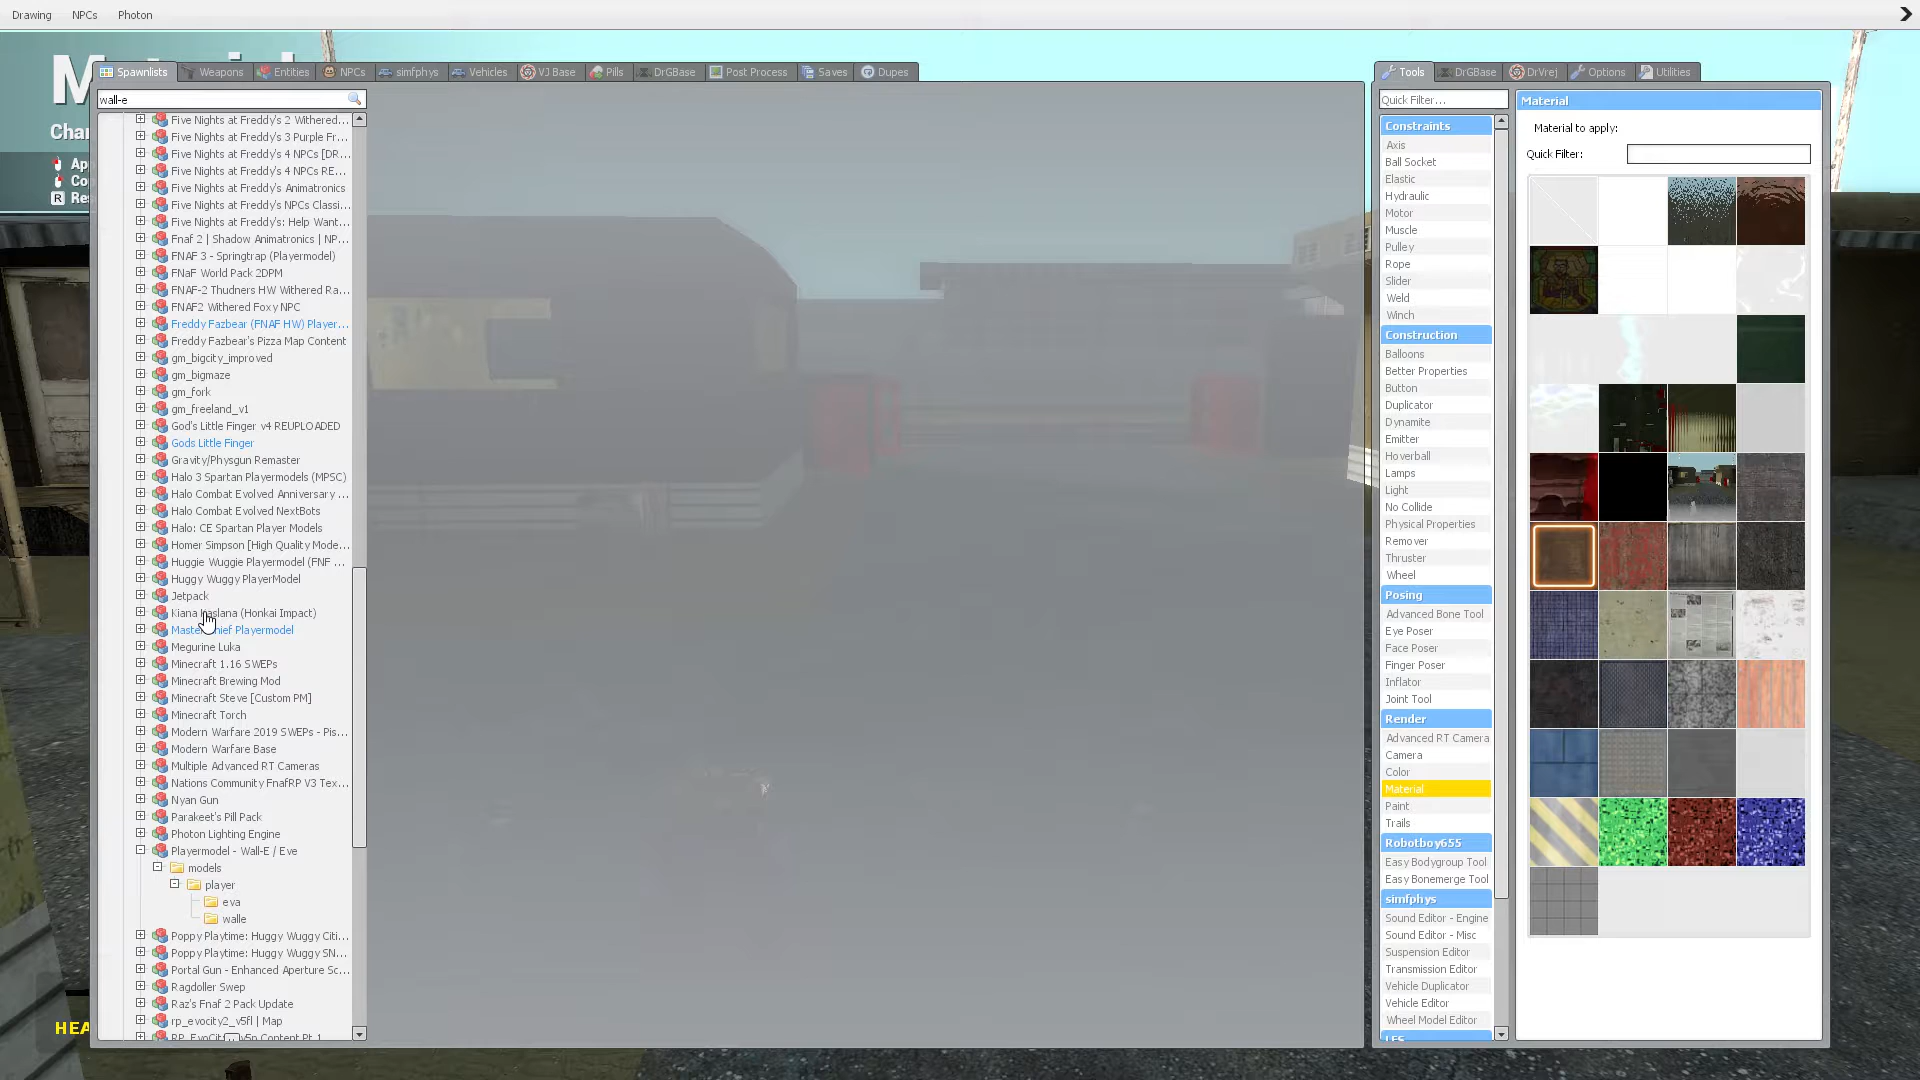 Drawing NPCs Photon
Spawnlists Weapons Entities NPCs simfphys Vehicles VJ Base Pills DrGBase Post Process Saves Dupes
wall-e
Five Nights at Freddy's 2 Withered...
Five Nights at Freddy's 3 Purple Fr...
Five Nights at Freddy's 4 NPCs [DR...
Five Nights at Freddy's 4 NPCs RE...
Five Nights at Freddy's Animatronics
Five Nights at Freddy's NPCs Classi...
Five Nights at Freddy's: Help Want...
Fnaf 2 | Shadow Animatronics | NP...
FNAF 3 - Springtrap (Playermodel)
FNaF World Pack 2DPM
FNAF-2 Thudners HW Withered Ra...
FNAF2 Withered Foxy NPC
Freddy Fazbear (FNAF HW) Player...
Freddy Fazbear's Pizza Map Content
gm_bigcity_improved
gm_bigmaze
gm_fork
gm_freeland_v1
God's Little Finger v4 REUPLOADED
Gods Little Finger
Gravity/Physgun Remaster
Halo 3 Spartan Playermodels (MPSC)
Halo Combat Evolved Anniversary ...
Halo Combat Evolved NextBots
Halo: CE Spartan Player Models
Homer Simpson [High Quality Mode...
Huggie Wuggie Playermodel (FNF ...
Huggy Wuggy PlayerModel
Jetpack
Kiana Kaslana (Honkai Impact)
Master Chief Playermodel
Megurine Luka
Minecraft 1.16 SWEPs
Minecraft Brewing Mod
Minecraft Steve [Custom PM]
Minecraft Torch
Modern Warfare 2019 SWEPs - Pis...
Modern Warfare Base
Multiple Advanced RT Cameras
Nations Community FnafRP V3 Tex...
Nyan Gun
Parakeet's Pill Pack
Photon Lighting Engine
Playermodel - Wall-E / Eve
models
player
eva
walle
Poppy Playtime: Huggy Wuggy Citi...
Poppy Playtime: Huggy Wuggy SN...
Portal Gun - Enhanced Aperture Sc...
Ragdoller Swep
Raz's Fnaf 2 Pack Update
rp_evocity2_v5fl | Map
Content Pt 1
M
Cha
Ap
Co
R Re
HEA
Tools DrGBase DrVrej Options Utilities
Quick Filter...
Constraints
Axis
Ball Socket
Elastic
Hydraulic
Motor
Muscle
Pulley
Rope
Slider
Weld
Winch
Construction
Balloons
Better Properties
Button
Duplicator
Dynamite
Emitter
Hoverball
Lamps
Light
No Collide
Physical Properties
Remover
Thruster
Wheel
Posing
Advanced Bone Tool
Eye Poser
Face Poser
Finger Poser
Inflator
Joint Tool
Render
Advanced RT Camera
Camera
Color
Material
Paint
Trails
Robotboy655
Easy Bodygroup Tool
Easy Bonemerge Tool
simfphys
Sound Editor - Engine
Sound Editor - Misc
Suspension Editor
Transmission Editor
Vehicle Duplicator
Vehicle Editor
Wheel Model Editor
LFS
Material
Material to apply:
Quick Filter: